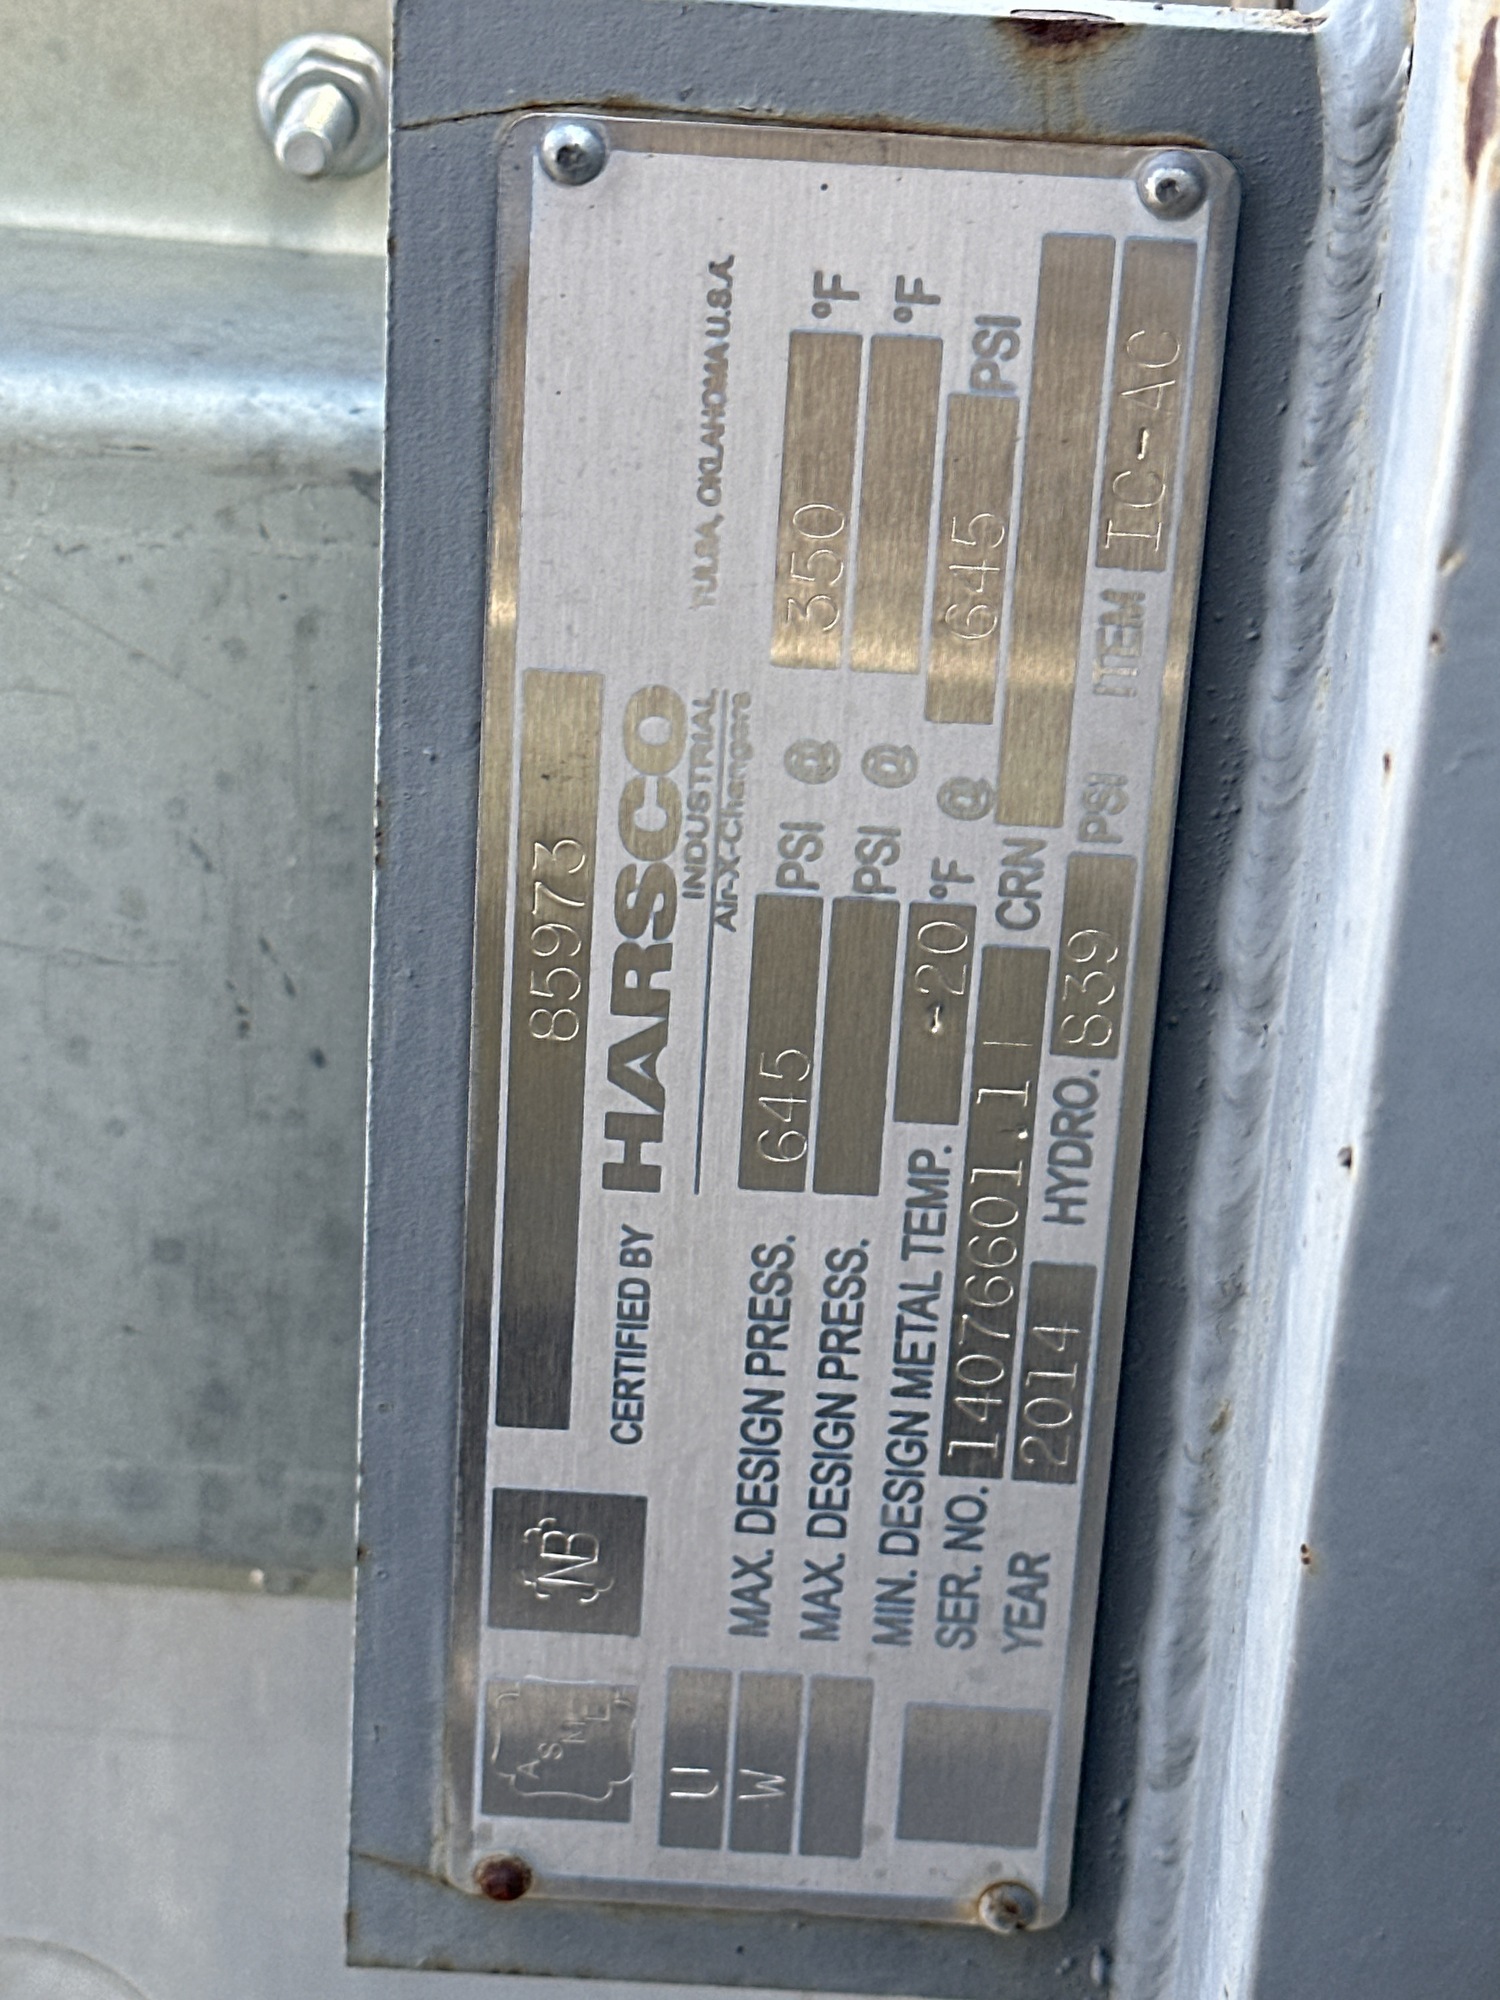 ASME
NB
85973
CERTIFIED BY HARSCO
INDUSTRIAL
Air-X-Changers
TULSA, OKLAHOMA U.S.A.
U
W
MAX. DESIGN PRESS. 645 PSI @ 350 °F
MAX. DESIGN PRESS. PSI @ °F
MIN. DESIGN METAL TEMP. -20 °F @ 645 PSI
SER. NO. 14076601.1 CRN
YEAR 2014 HYDRO. 839 PSI ITEM IC-AC